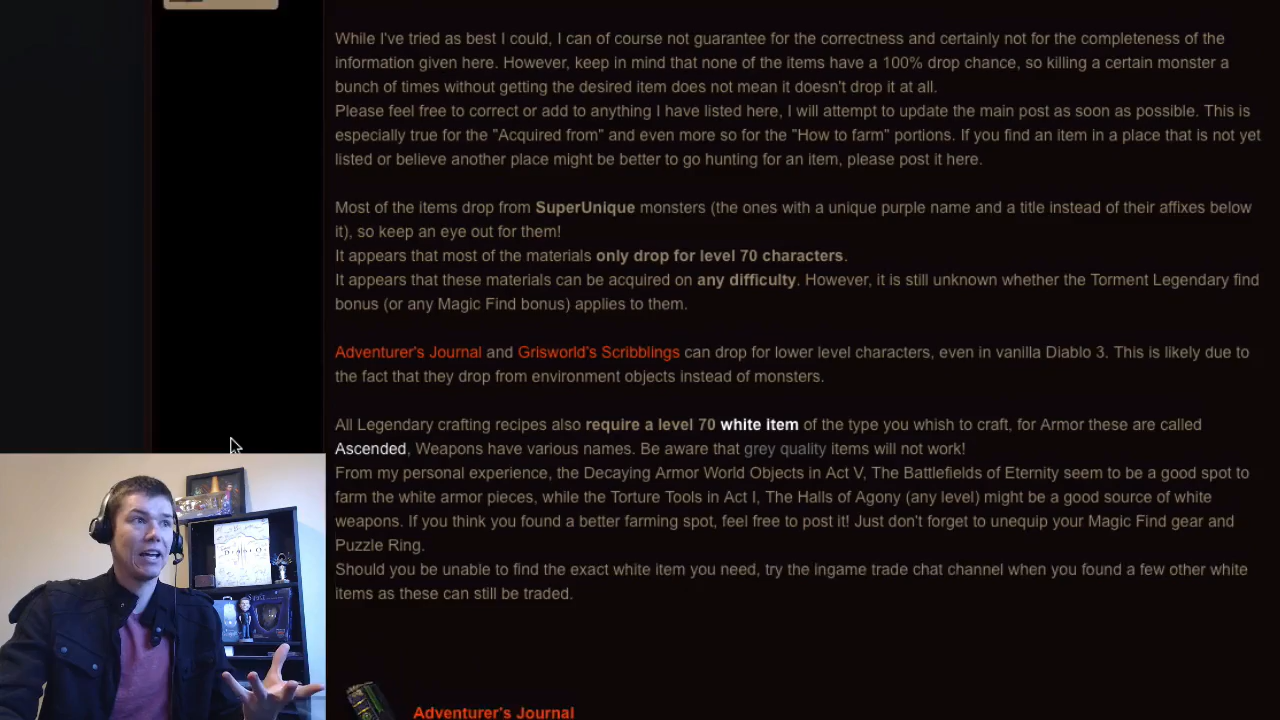 While I've tried as best I could, I can of course not guarantee for the correctness and certainly not for the completeness of the
information given here. However, keep in mind that none of the items have a 100% drop chance, so killing a certain monster a
bunch of times without getting the desired item does not mean it doesn't drop it at all.
Please feel free to correct or add to anything I have listed here, I will attempt to update the main post as soon as possible. This is
especially true for the "Acquired from" and even more so for the "How to farm" portions. If you find an item in a place that is not yet
listed or believe another place might be better to go hunting for an item, please post it here.
Most of the items drop from SuperUnique monsters (the ones with a unique purple name and a title instead of their affixes below
it), so keep an eye out for them!
It appears that most of the materials only drop for level 70 characters.
It appears that these materials can be acquired on any difficulty. However, it is still unknown whether the Torment Legendary find
bonus (or any Magic Find bonus) applies to them.
Adventurer's Journal and Grisworld's Scribblings can drop for lower level characters, even in vanilla Diablo 3. This is likely due to
the fact that they drop from environment objects instead of monsters.
All Legendary crafting recipes also require a level 70 white item of the type you whish to craft, for Armor these are called
Ascended, Weapons have various names. Be aware that grey quality items will not work!
From my personal experience, the Decaying Armor World Objects in Act V, The Battlefields of Eternity seem to be a good spot to
farm the white armor pieces, while the Torture Tools in Act I, The Halls of Agony (any level) might be a good source of white
weapons. If you think you found a better farming spot, feel free to post it! Just don't forget to unequip your Magic Find gear and
Puzzle Ring.
Should you be unable to find the exact white item you need, try the ingame trade chat channel when you found a few other white
items as these can still be traded.
DIABLO
Adventurer's Journal